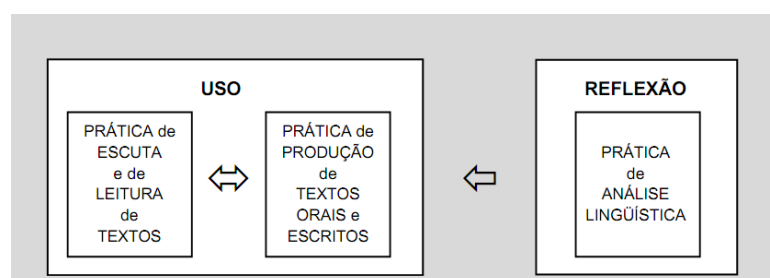 USO
PRÁTICA de
ESCUTA
e de
LEITURA
de
TEXTOS
PRÁTICA de
PRODUÇÃO
de
TEXTOS
ORAIS e
ESCRITOS
REFLEXÃO
PRÁTICA
de
ANÁLISE
LINGÜÍSTICA